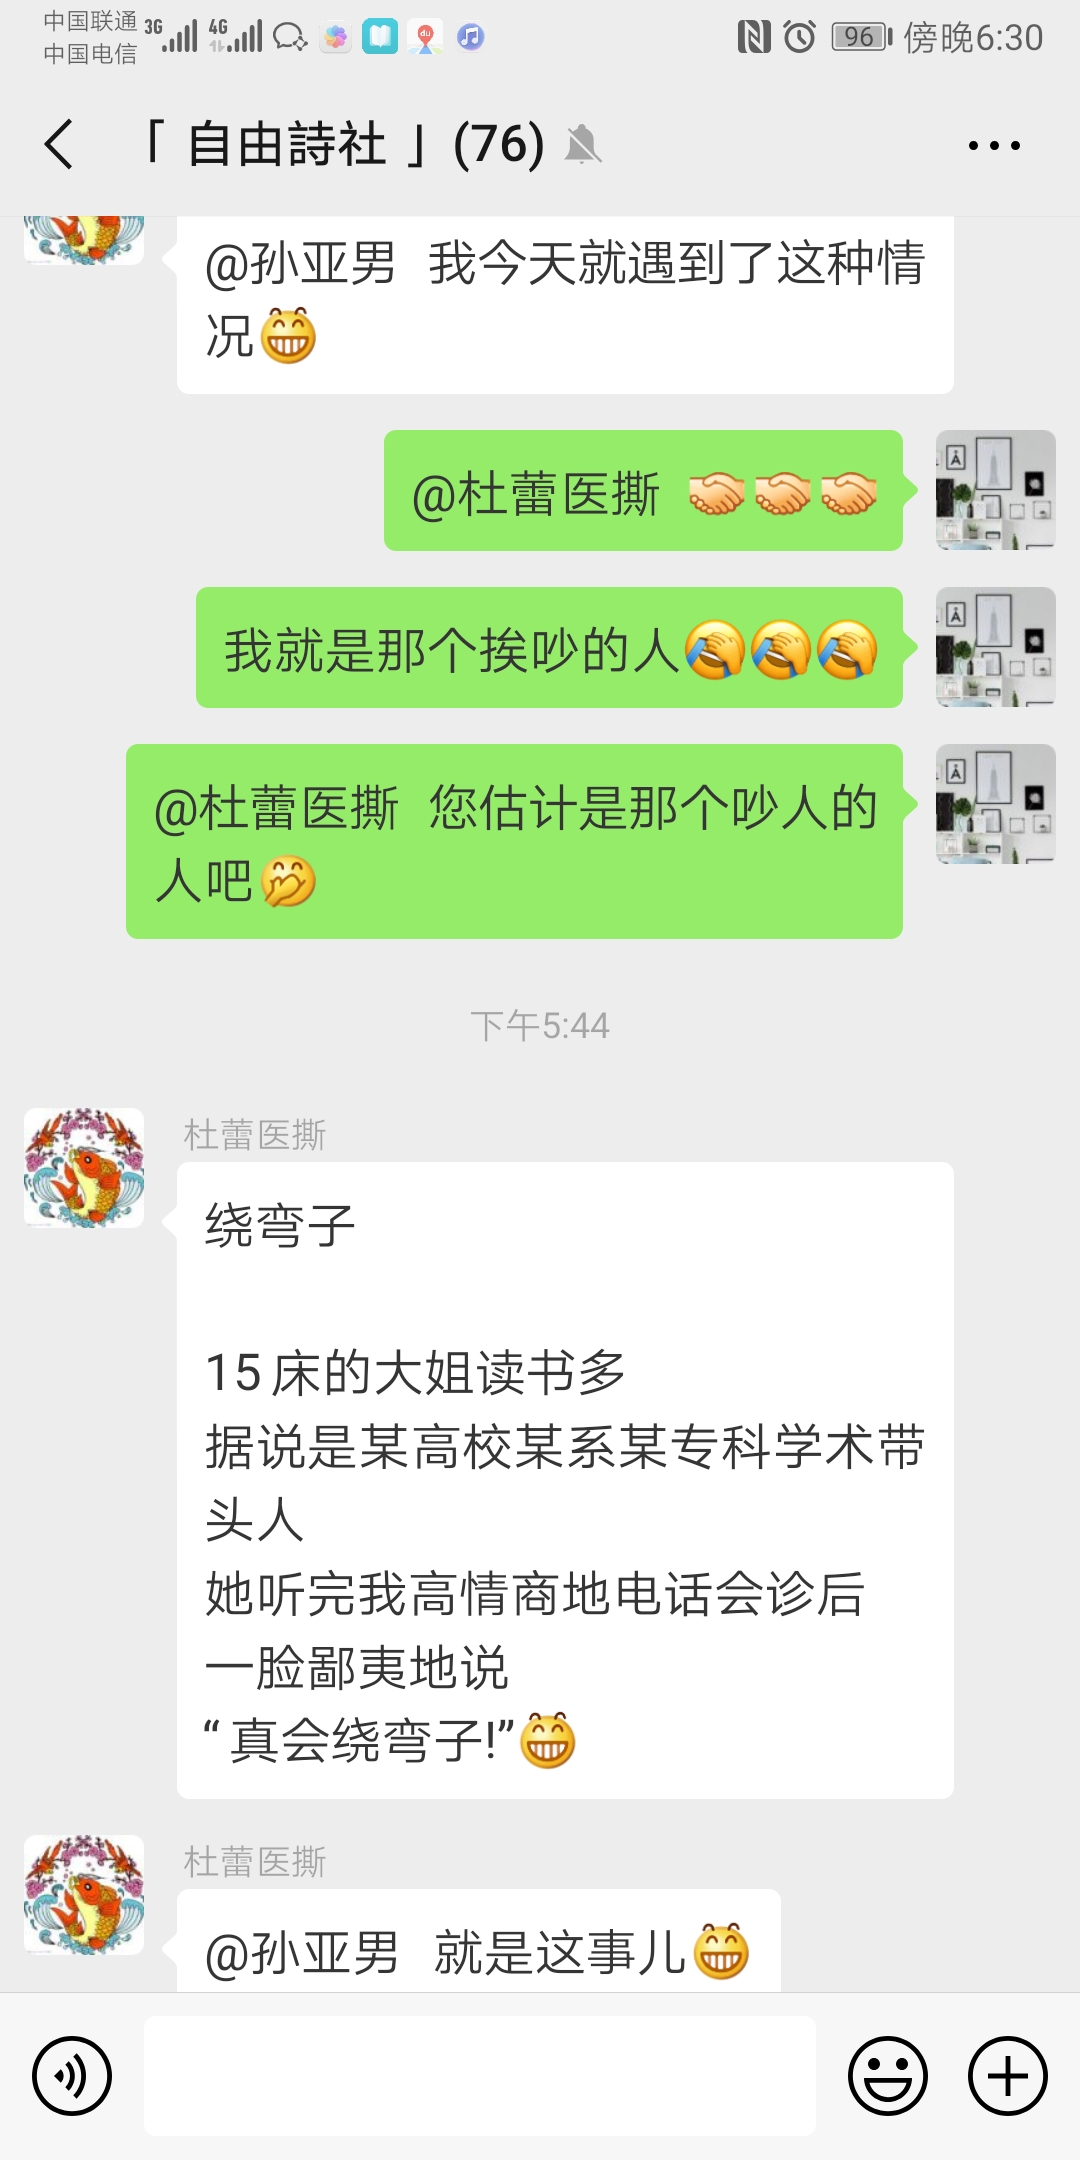 中国联通 3G 4G 96 傍晚6:30
中国电信
「 自由詩社 」(76)
@孙亚男 我今天就遇到了这种情
况😁
@杜蕾医撕 🤝🤝🤝
我就是那个挨吵的人🤦🤦🤦
@杜蕾医撕 您估计是那个吵人的
人吧🤭
下午5:44
杜蕾医撕
绕弯子
15床的大姐读书多
据说是某高校某系某专科学术带
头人
她听完我高情商地电话会诊后
一脸鄙夷地说
“真会绕弯子!”😁
杜蕾医撕
@孙亚男 就是这事儿😁